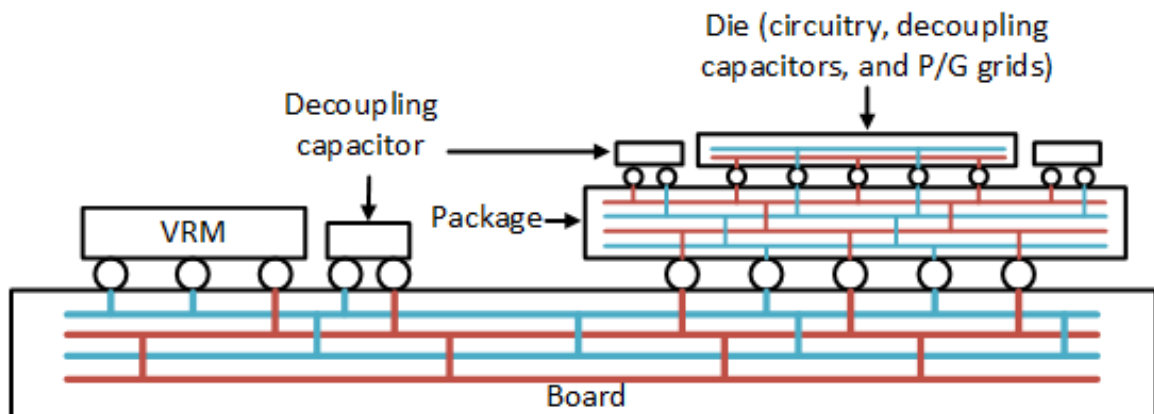 Die (circuitry, decoupling
capacitors, and P/G grids)
Decoupling
capacitor
Package
VRM
Board